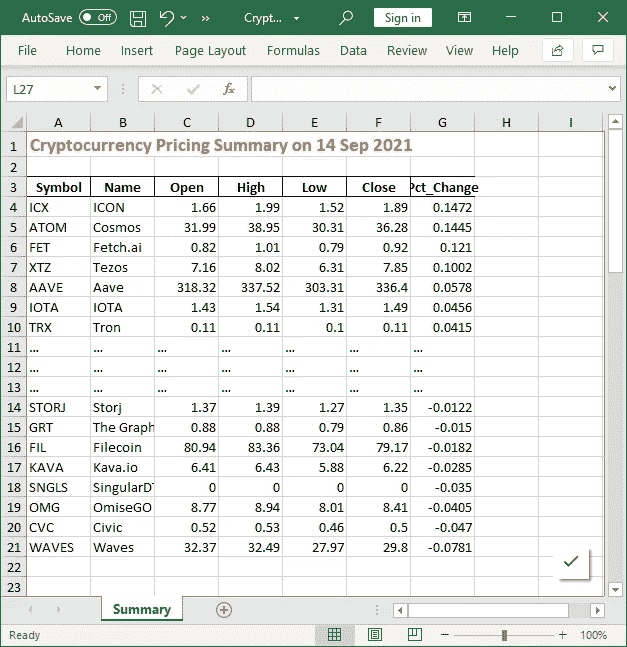 AutoSave Off » Crypt... Sign in
File Home Insert Page Layout Formulas Data Review View Help
L27 fx
A B C D E F G H I
1 Cryptocurrency Pricing Summary on 14 Sep 2021
2
3 Symbol Name Open High Low Close Pct_Change
4 ICX ICON 1.66 1.99 1.52 1.89 0.1472
5 ATOM Cosmos 31.99 38.95 30.31 36.28 0.1445
6 FET Fetch.ai 0.82 1.01 0.79 0.92 0.121
7 XTZ Tezos 7.16 8.02 6.31 7.85 0.1002
8 AAVE Aave 318.32 337.52 303.31 336.4 0.0578
9 IOTA IOTA 1.43 1.54 1.31 1.49 0.0456
10 TRX Tron 0.11 0.11 0.1 0.11 0.0415
11 ... ... ... ... ... ... ...
12 ... ... ... ... ... ... ...
13 ... ... ... ... ... ... ...
14 STORJ Storj 1.37 1.39 1.27 1.35 -0.0122
15 GRT The Graph 0.88 0.88 0.79 0.86 -0.015
16 FIL Filecoin 80.94 83.36 73.04 79.17 -0.0182
17 KAVA Kava.io 6.41 6.43 5.88 6.22 -0.0285
18 SNGLS SingularD 0 0 0 0 -0.035
19 OMG OmiseGO 8.77 8.94 8.01 8.41 -0.0405
20 CVC Civic 0.52 0.53 0.46 0.5 -0.047
21 WAVES Waves 32.37 32.49 27.97 29.8 -0.0781
22
23
Summary
Ready 100%